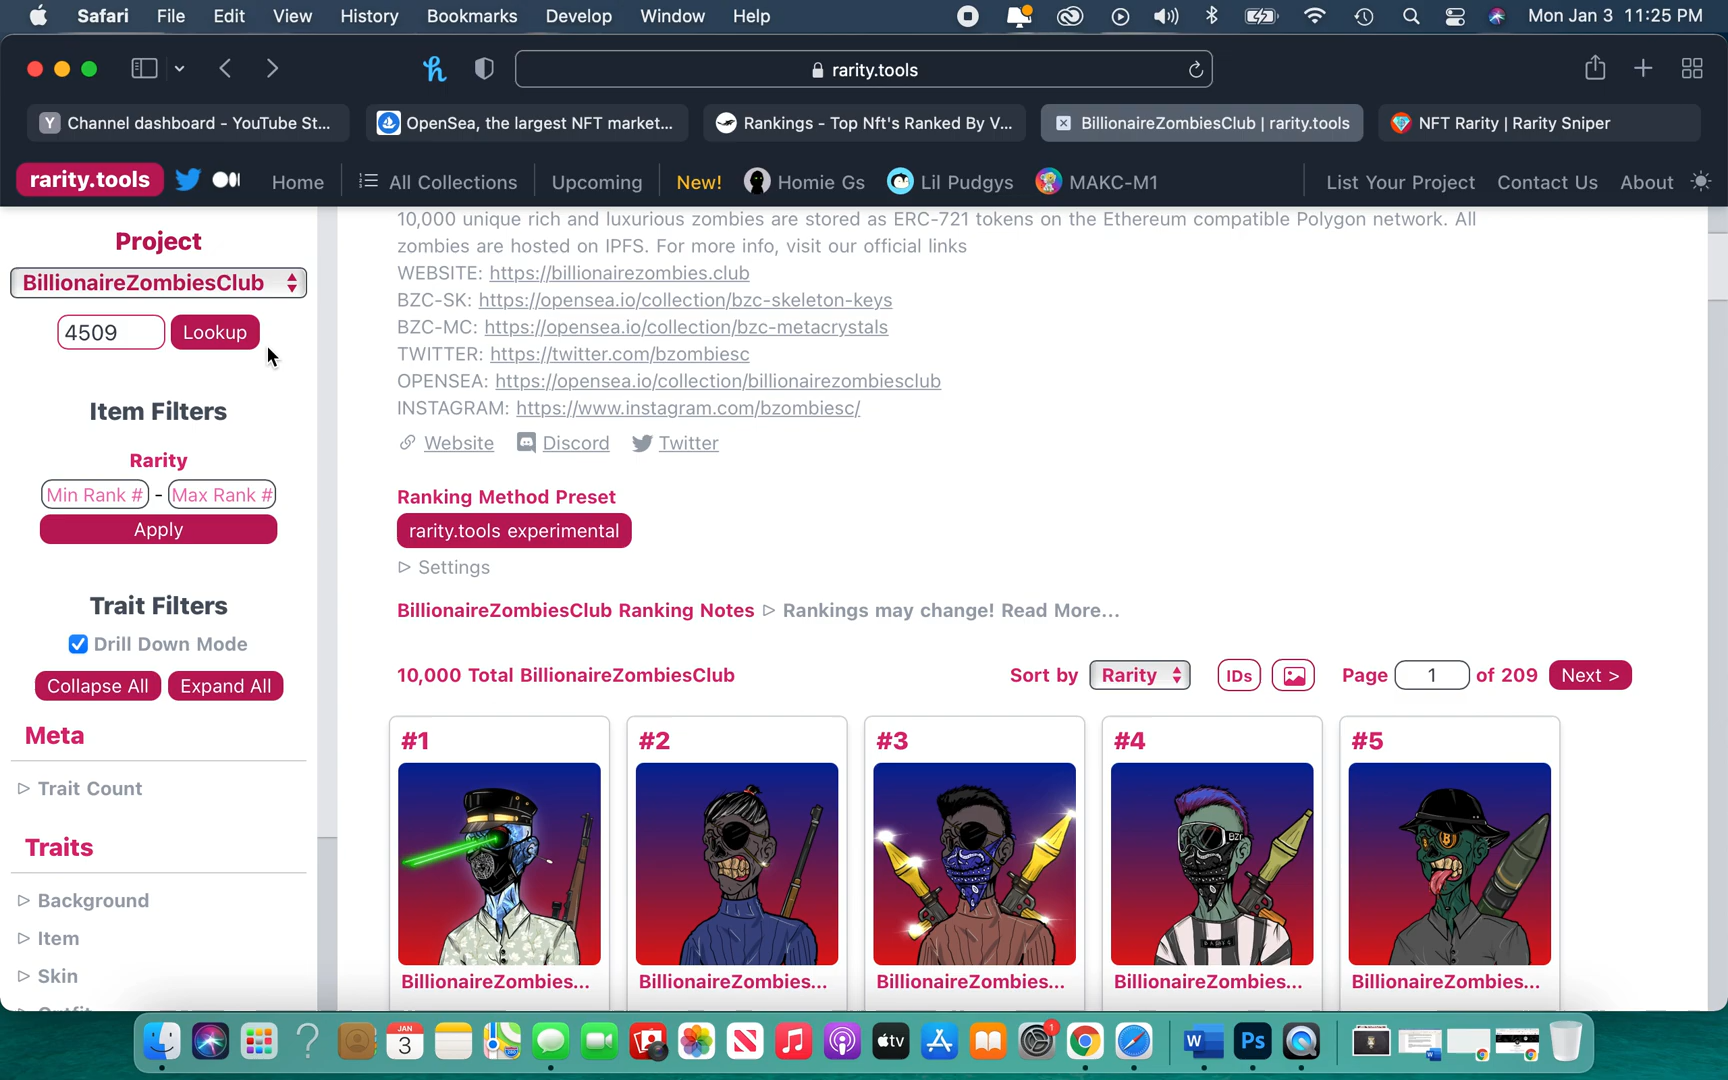 Safari File Edit View History Bookmarks Develop Window Help Mon Jan 3 11:25 PM
rarity.tools
Channel dashboard - YouTube St... OpenSea, the largest NFT market... Rankings - Top Nft's Ranked By V... BillionaireZombiesClub | rarity.tools NFT Rarity | Rarity Sniper
rarity.tools Home All Collections Upcoming New! Homie Gs Lil Pudgys MAKC-M1 List Your Project Contact Us About
Project
BillionaireZombiesClub
4509 Lookup
Item Filters
Rarity
Min Rank # - Max Rank #
Apply
Trait Filters
Drill Down Mode
Collapse All Expand All
Meta
Trait Count
Traits
Background
Item
Skin
Outfit
10,000 unique rich and luxurious zombies are stored as ERC-721 tokens on the Ethereum compatible Polygon network. All
zombies are hosted on IPFS. For more info, visit our official links
WEBSITE: https://billionairezombies.club
BZC-SK: https://opensea.io/collection/bzc-skeleton-keys
BZC-MC: https://opensea.io/collection/bzc-metacrystals
TWITTER: https://twitter.com/bzombiesc
OPENSEA: https://opensea.io/collection/billionairezombiesclub
INSTAGRAM: https://www.instagram.com/bzombiesc/
Website Discord Twitter
Ranking Method Preset
rarity.tools experimental
Settings
BillionaireZombiesClub Ranking Notes Rankings may change! Read More...
10,000 Total BillionaireZombiesClub Sort by Rarity IDs Page 1 of 209 Next >
#1 #2 #3 #4 #5
BillionaireZombies... BillionaireZombies... BillionaireZombies... BillionaireZombies... BillionaireZombies...
JAN
3
tv
1
W
Ps